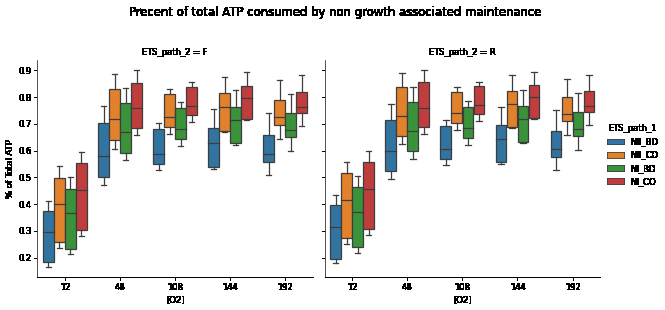 Precent of total ATP consumed by non growth associated maintenance
ETS_path_2 = F
ETS_path_2 = R
0.9
0.8
0.7
0.6
0.5
0.4
0.3
0.2
% of Total ATP
12
48
108
144
192
[O2]
12
48
108
144
192
[O2]
ETS_path_1
NII_BD
NII_CO
NI_BD
NI_CO